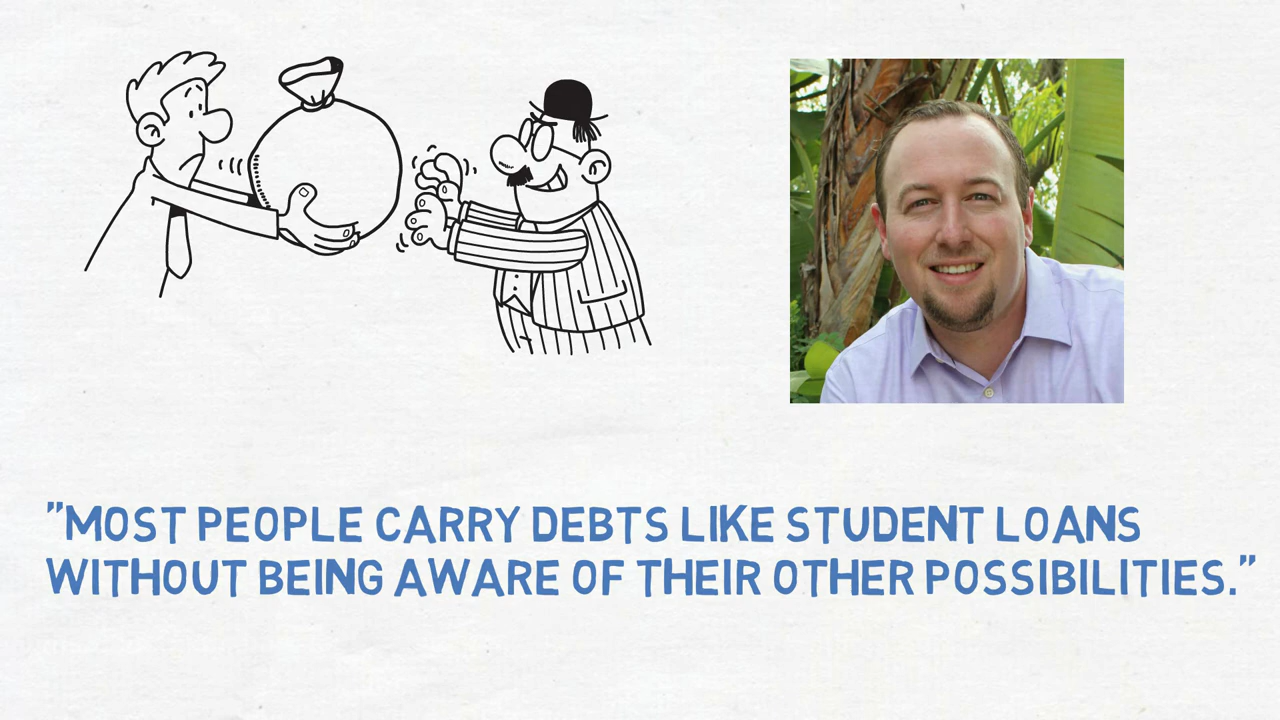 "MOST PEOPLE CARRY DEBTS LIKE STUDENT LOANS
WITHOUT BEING AWARE OF THEIR OTHER POSSIBILITIES."